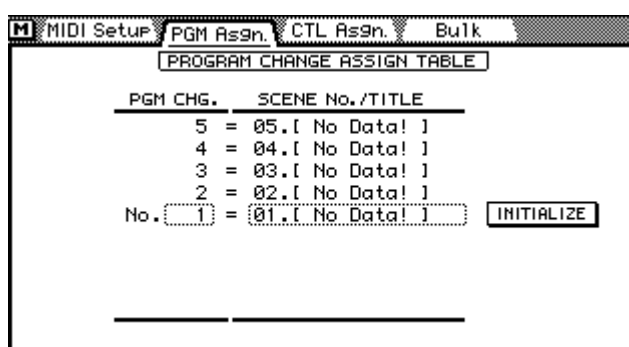 M MIDI Setup PGM Asgn. CTL Asgn. Bulk
PROGRAM CHANGE ASSIGN TABLE
PGM CHG. SCENE No./TITLE
5 = 05.[ No Data! ]
4 = 04.[ No Data! ]
3 = 03.[ No Data! ]
2 = 02.[ No Data! ]
No. 1 = 01.[ No Data! ] INITIALIZE